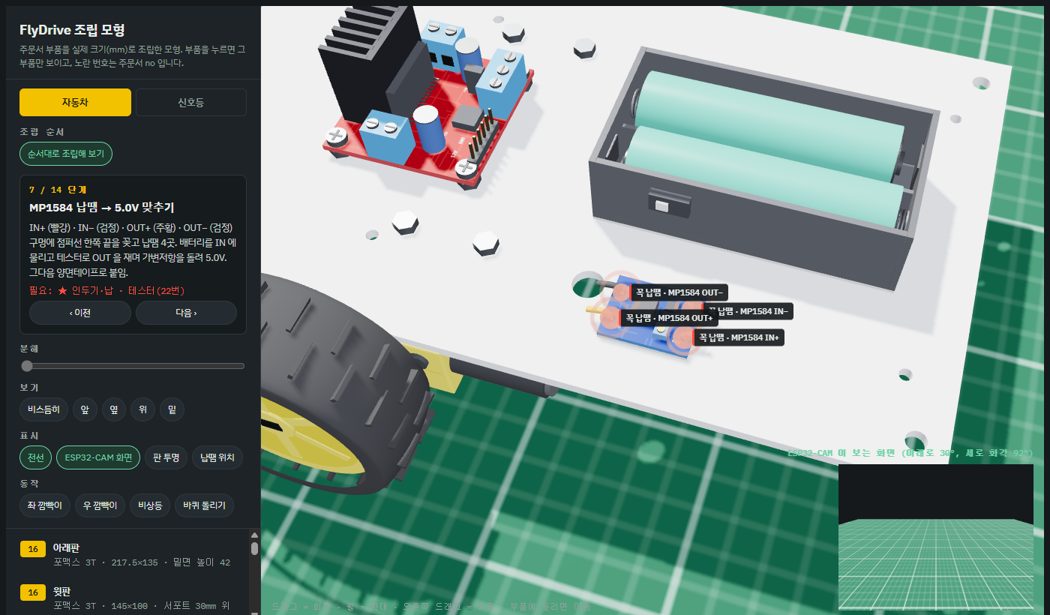 FlyDrive 조립 모형
주문서 부품을 실제 크기(mm)로 조립한 모형. 부품을 누르면 그
부품만 보이고, 노란 번호는 주문서 no 입니다.
자동차
신호등
조립 순서
순서대로 조립해 보기
7 / 14 단계
MP1584 납땜 → 5.0V 맞추기
IN+ (빨강) · IN− (검정) · OUT+ (주황) · OUT− (검정)
구멍에 점퍼선 한쪽 끝을 꽂고 납땜 4곳. 배터리를 IN 에
물리고 테스터로 OUT 을 재며 가변저항을 돌려 5.0V.
그다음 양면테이프로 붙임.
필요: ★ 인두기·납 · 테스터(22번)
‹ 이전
다음 ›
분해
보기
비스듬히
앞
옆
위
밑
표시
전선
ESP32-CAM 화면
판 투명
납땜 위치
동작
좌 깜빡이
우 깜빡이
비상등
바퀴 돌리기
16
아래판
포맥스 3T · 217.5×135 · 밑면 높이 42
16
윗판
포맥스 3T · 145×100 · 서포트 30mm 위
꼭 납땜 · MP1584 OUT−
꼭 납땜 · MP1584 IN−
꼭 납땜 · MP1584 OUT+
꼭 납땜 · MP1584 IN+
ESP32-CAM 이 보는 화면 (아래로 30°, 세로 화각 92°)